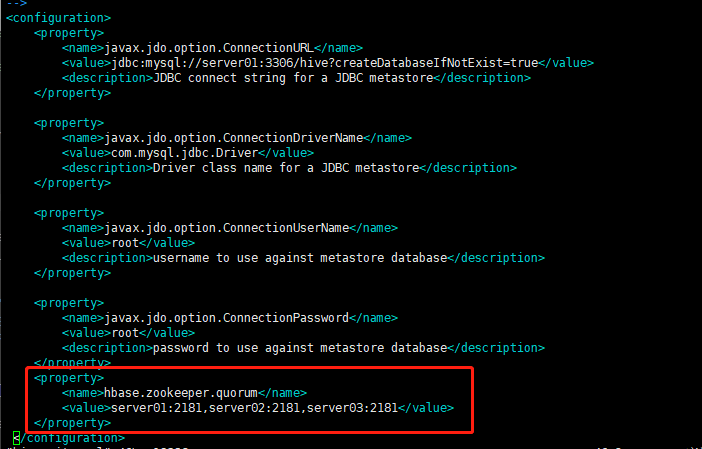 -->
<configuration>
<property>
<name>javax.jdo.option.ConnectionURL</name>
<value>jdbc:mysql://server01:3306/hive?createDatabaseIfNotExist=true</value>
<description>JDBC connect string for a JDBC metastore</description>
</property>
<property>
<name>javax.jdo.option.ConnectionDriverName</name>
<value>com.mysql.jdbc.Driver</value>
<description>Driver class name for a JDBC metastore</description>
</property>
<property>
<name>javax.jdo.option.ConnectionUserName</name>
<value>root</value>
<description>username to use against metastore database</description>
</property>
<property>
<name>javax.jdo.option.ConnectionPassword</name>
<value>root</value>
<description>password to use against metastore database</description>
</property>
<property>
<name>hbase.zookeeper.quorum</name>
<value>server01:2181,server02:2181,server03:2181</value>
</property>
</configuration>